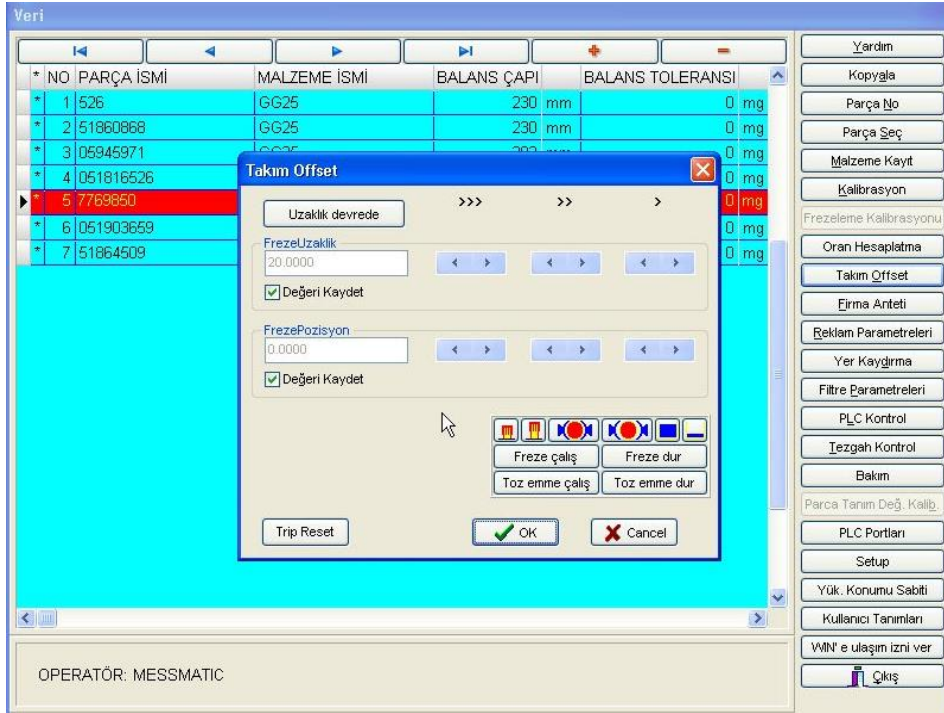 Veri
* NO PARÇA İSMİ MALZEME İSMİ BALANS ÇAPI BALANS TOLERANSI
* 1 526 GG25 230 mm 0 mg
* 2 51860868 GG25 230 mm 0 mg
* 3 05945971 0 mg
* 4 051816526 0 mg
* 5 7769850 0 mg
* 6 051903659 0 mg
* 7 51864509 0 mg
Takım Offset
Uzaklık devrede >>> >> >
FrezeUzaklik
20.0000 < > < > < >
Değeri Kaydet
FrezePozisyon
0.0000 < > < > < >
Değeri Kaydet
Freze çalış Freze dur
Toz emme çalış Toz emme dur
Trip Reset OK Cancel
OPERATÖR: MESSMATIC
Yardım
Kopyala
Parça No
Parça Seç
Malzeme Kayıt
Kalibrasyon
Frezeleme Kalibrasyonu
Oran Hesaplatma
Takım Offset
Firma Anteti
Reklam Parametreleri
Yer Kaydırma
Filtre Parametreleri
PLC Kontrol
Tezgah Kontrol
Bakım
Parca Tanım Değ. Kalib.
PLC Portları
Setup
Yük. Konumu Sabiti
Kullanıcı Tanımları
WIN' e ulaşım izni ver
Çıkış